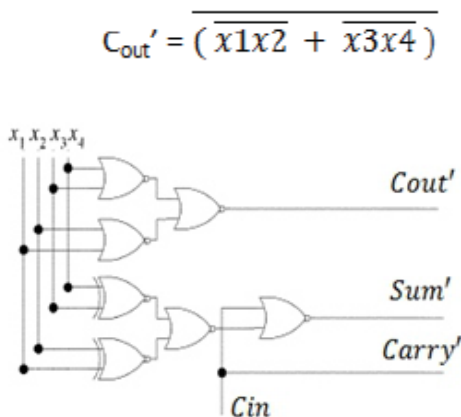 Cout′ = ( x1x2 + x3x4 )
x1 x2 x3 x4
Cout′
Sum′
Carry′
Cin